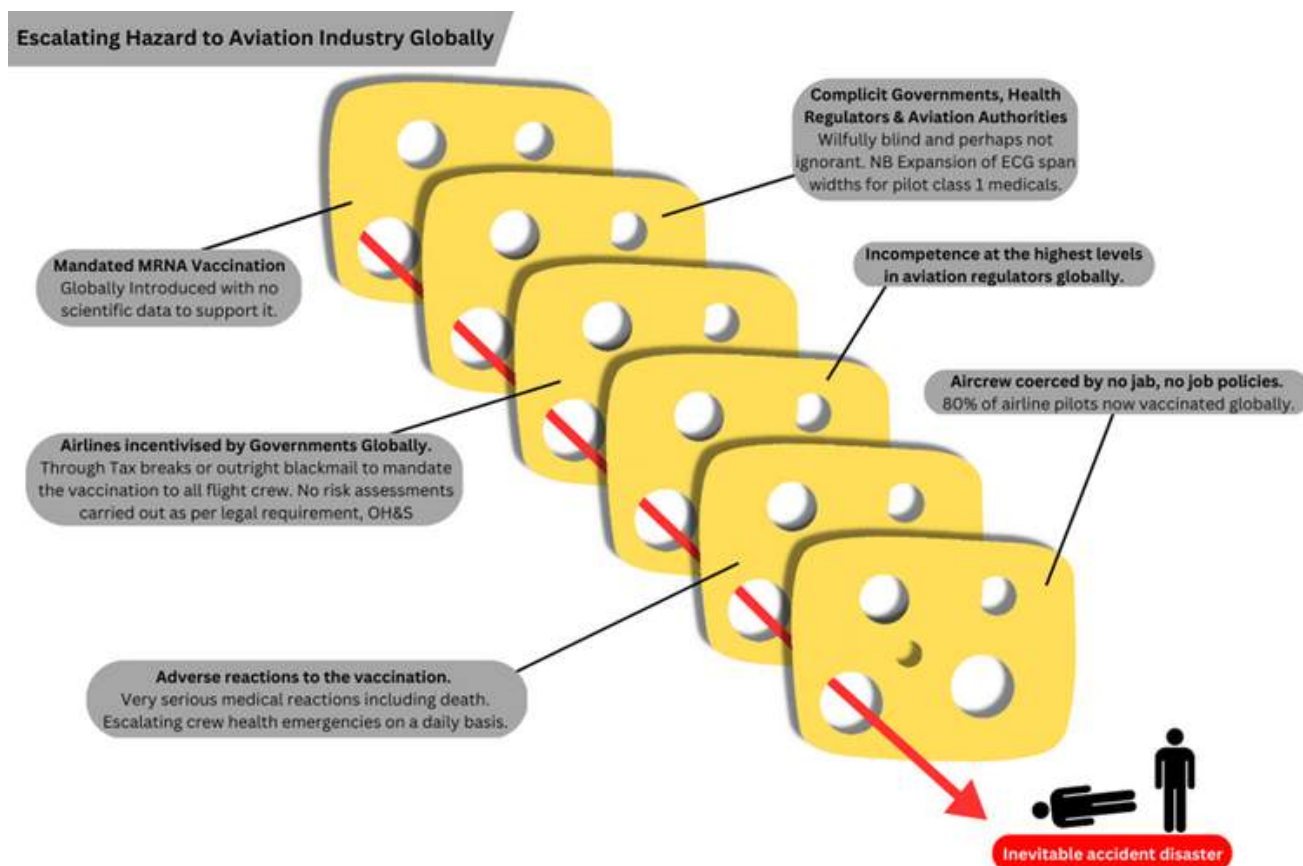 Escalating Hazard to Aviation Industry Globally
Complicit Governments, Health
Regulators & Aviation Authorities
Wilfully blind and perhaps not
ignorant. NB Expansion of ECG span
widths for pilot class 1 medicals.
Mandated MRNA Vaccination
Globally Introduced with no
scientific data to support it.
Incompetence at the highest levels
in aviation regulators globally.
Aircrew coerced by no jab, no job policies.
80% of airline pilots now vaccinated globally.
Airlines incentivised by Governments Globally.
Through Tax breaks or outright blackmail to mandate
the vaccination to all flight crew. No risk assessments
carried out as per legal requirement, OH&S
Adverse reactions to the vaccination.
Very serious medical reactions including death.
Escalating crew health emergencies on a daily basis.
Inevitable accident disaster